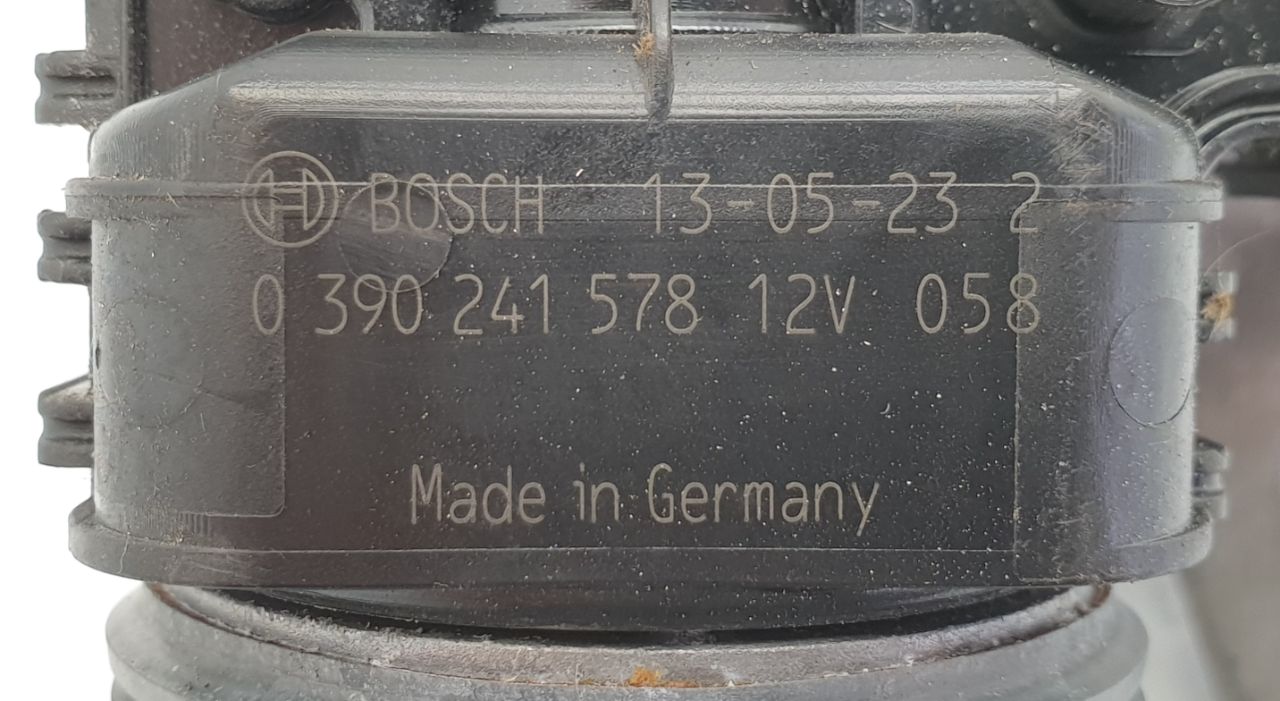 BOSCH 13-05-23 2
0 390 241 578 12V 058
Made in Germany